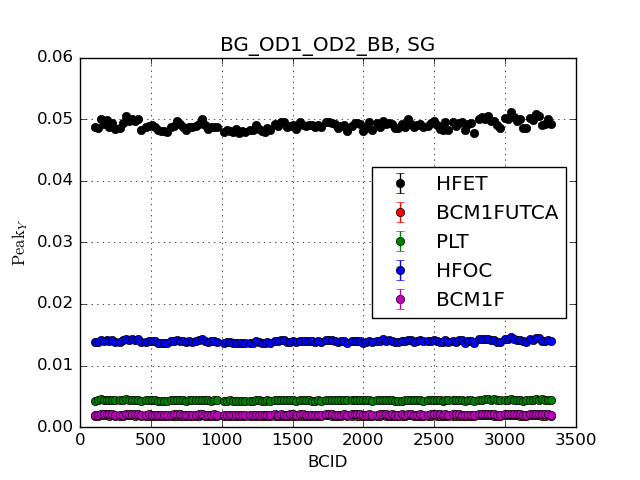 BG_OD1_OD2_BB, SG
0.06
0.05
0.04
0.03
0.02
0.01
0.00
Peak_Y
HFET
BCM1FUTCA
PLT
HFOC
BCM1F
0 500 1000 1500 2000 2500 3000 3500
BCID